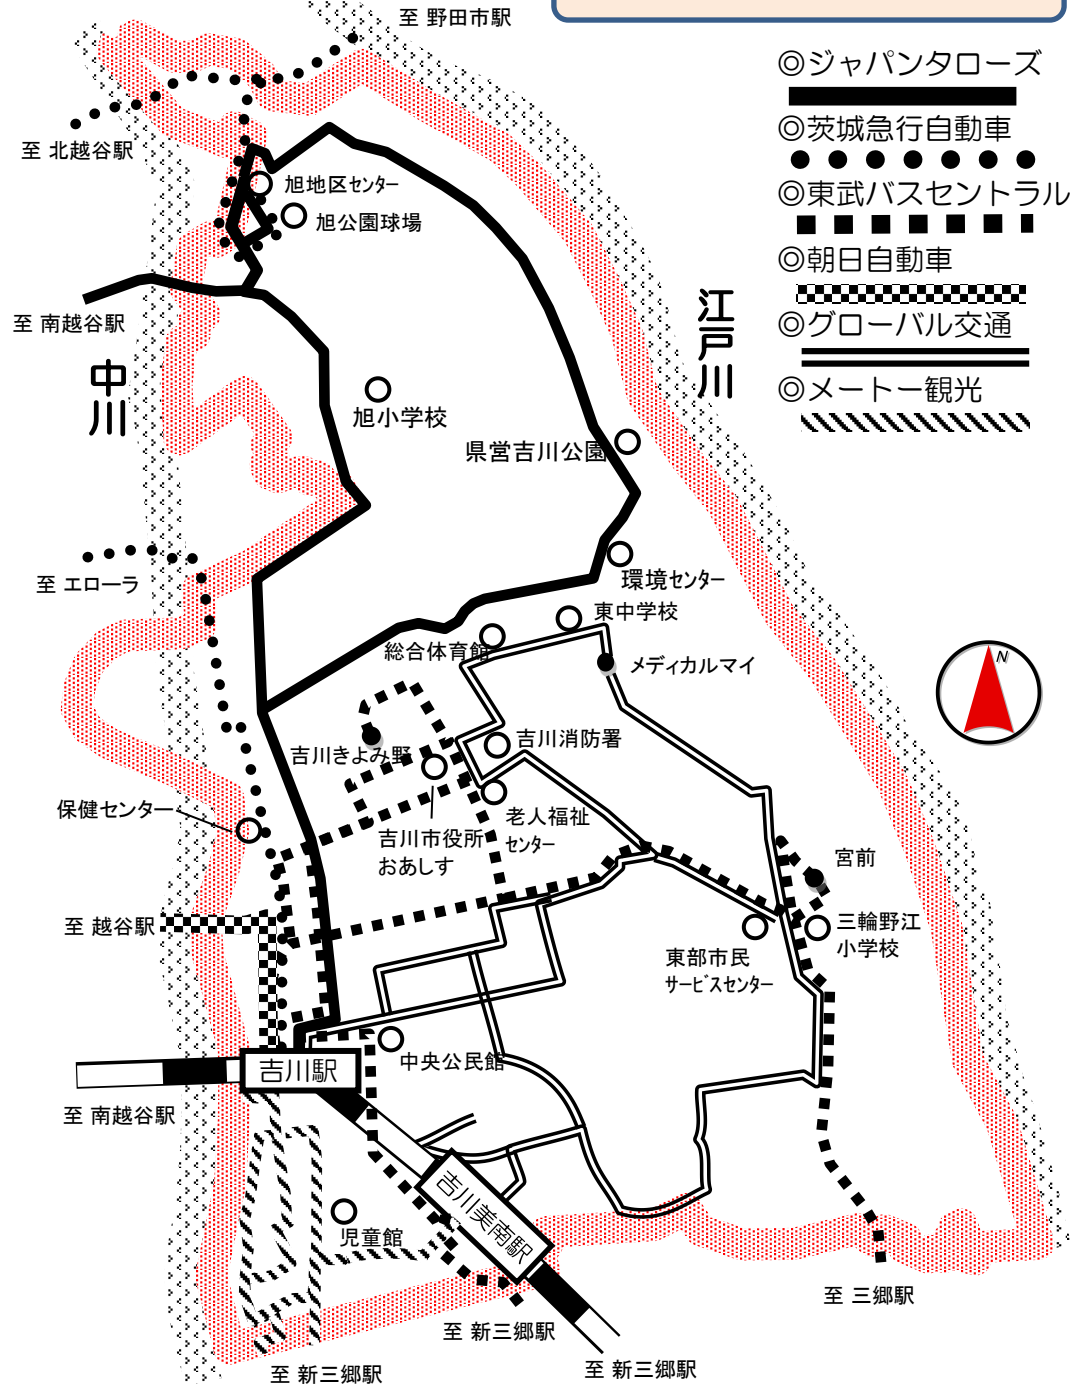 至 野田市駅
◎ジャパンタローズ
◎茨城急行自動車
◎東武バスセントラル
◎朝日自動車
◎グローバル交通
◎メートー観光
至 北越谷駅
旭地区センター
旭公園球場
至 南越谷駅
江戸川
中川
旭小学校
県営吉川公園
至 エローラ
環境センター
東中学校
総合体育館
メディカルマイ
N
吉川きよみ野
吉川消防署
保健センター
吉川市役所
おあしす
老人福祉
センター
宮前
至 越谷駅
三輪野江
小学校
東部市民
サービスセンター
吉川駅
中央公民館
至 南越谷駅
吉川美南駅
児童館
至 三郷駅
至 新三郷駅
至 新三郷駅
至 新三郷駅